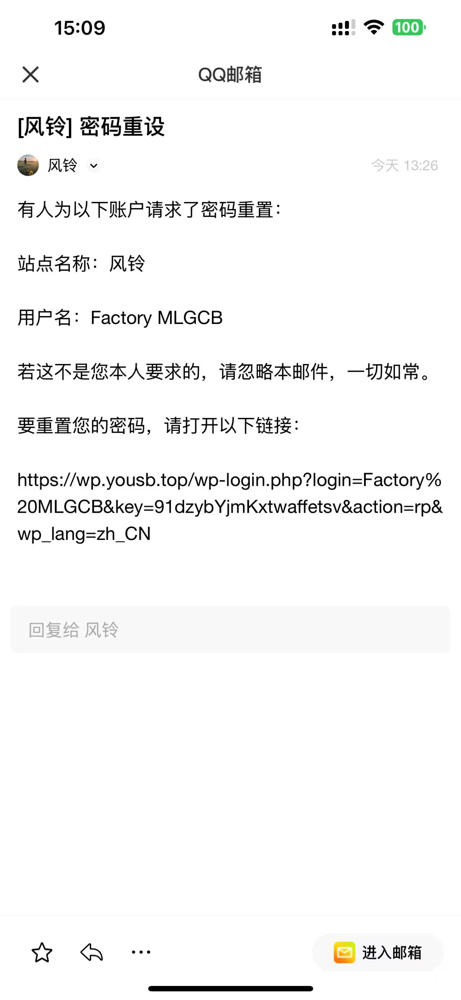 15:09
100
QQ邮箱
[风铃] 密码重设
风铃
今天 13:26
有人为以下账户请求了密码重置：
站点名称：风铃
用户名：Factory MLGCB
若这不是您本人要求的，请忽略本邮件，一切如常。
要重置您的密码，请打开以下链接：
https://wp.yousb.top/wp-login.php?login=Factory%
20MLGCB&key=91dzybYjmKxtwaffetsv&action=rp&
wp_lang=zh_CN
回复给 风铃
进入邮箱